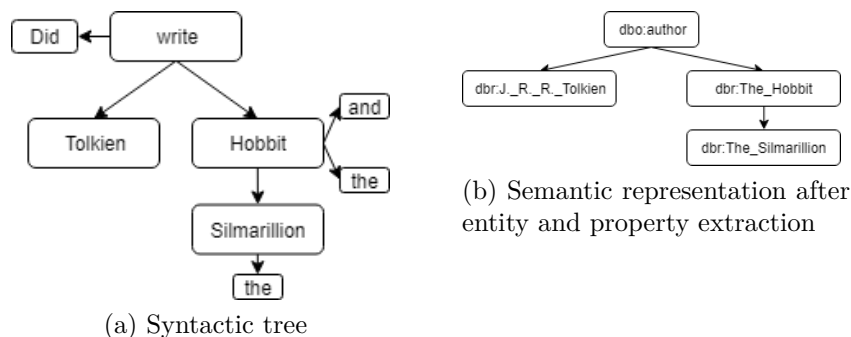 Did
write
Tolkien
Hobbit
and
the
Silmarillion
the
(a) Syntactic tree
dbo:author
dbr:J._R._R._Tolkien
dbr:The_Hobbit
dbr:The_Silmarillion
(b) Semantic representation after
entity and property extraction